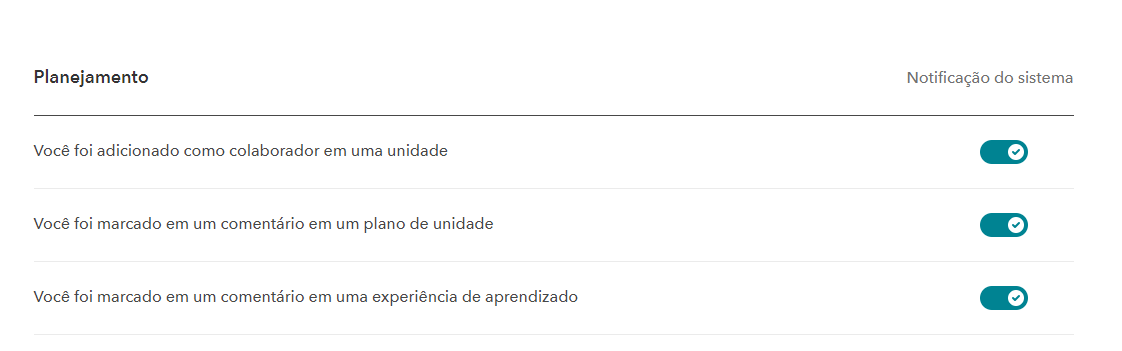 Planejamento
Notificação do sistema
Você foi adicionado como colaborador em uma unidade
Você foi marcado em um comentário em um plano de unidade
Você foi marcado em um comentário em uma experiência de aprendizado